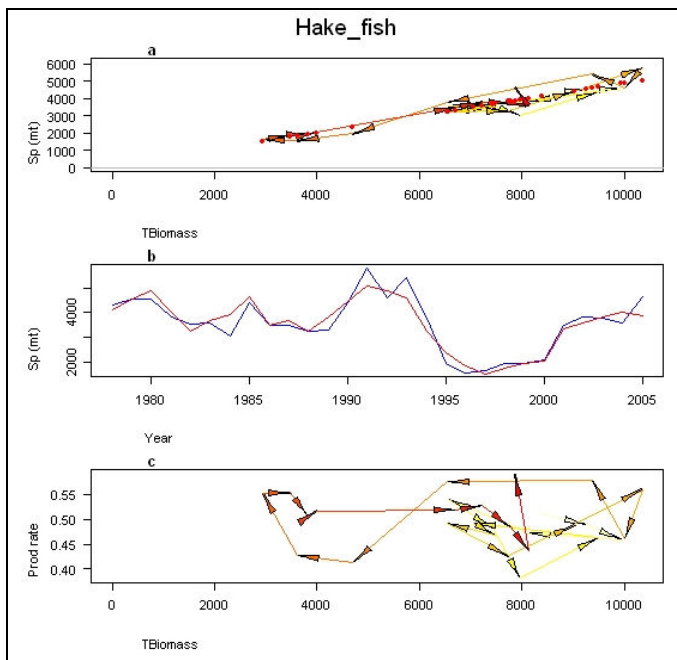 Hake_fish
a
Sp (mt)
6000
5000
4000
3000
2000
1000
0
0 2000 4000 6000 8000 10000
TBiomass
b
Sp (mt)
4000
2000
1980 1985 1990 1995 2000 2005
Year
c
Prod rate
0.55
0.50
0.45
0.40
0 2000 4000 6000 8000 10000
TBiomass